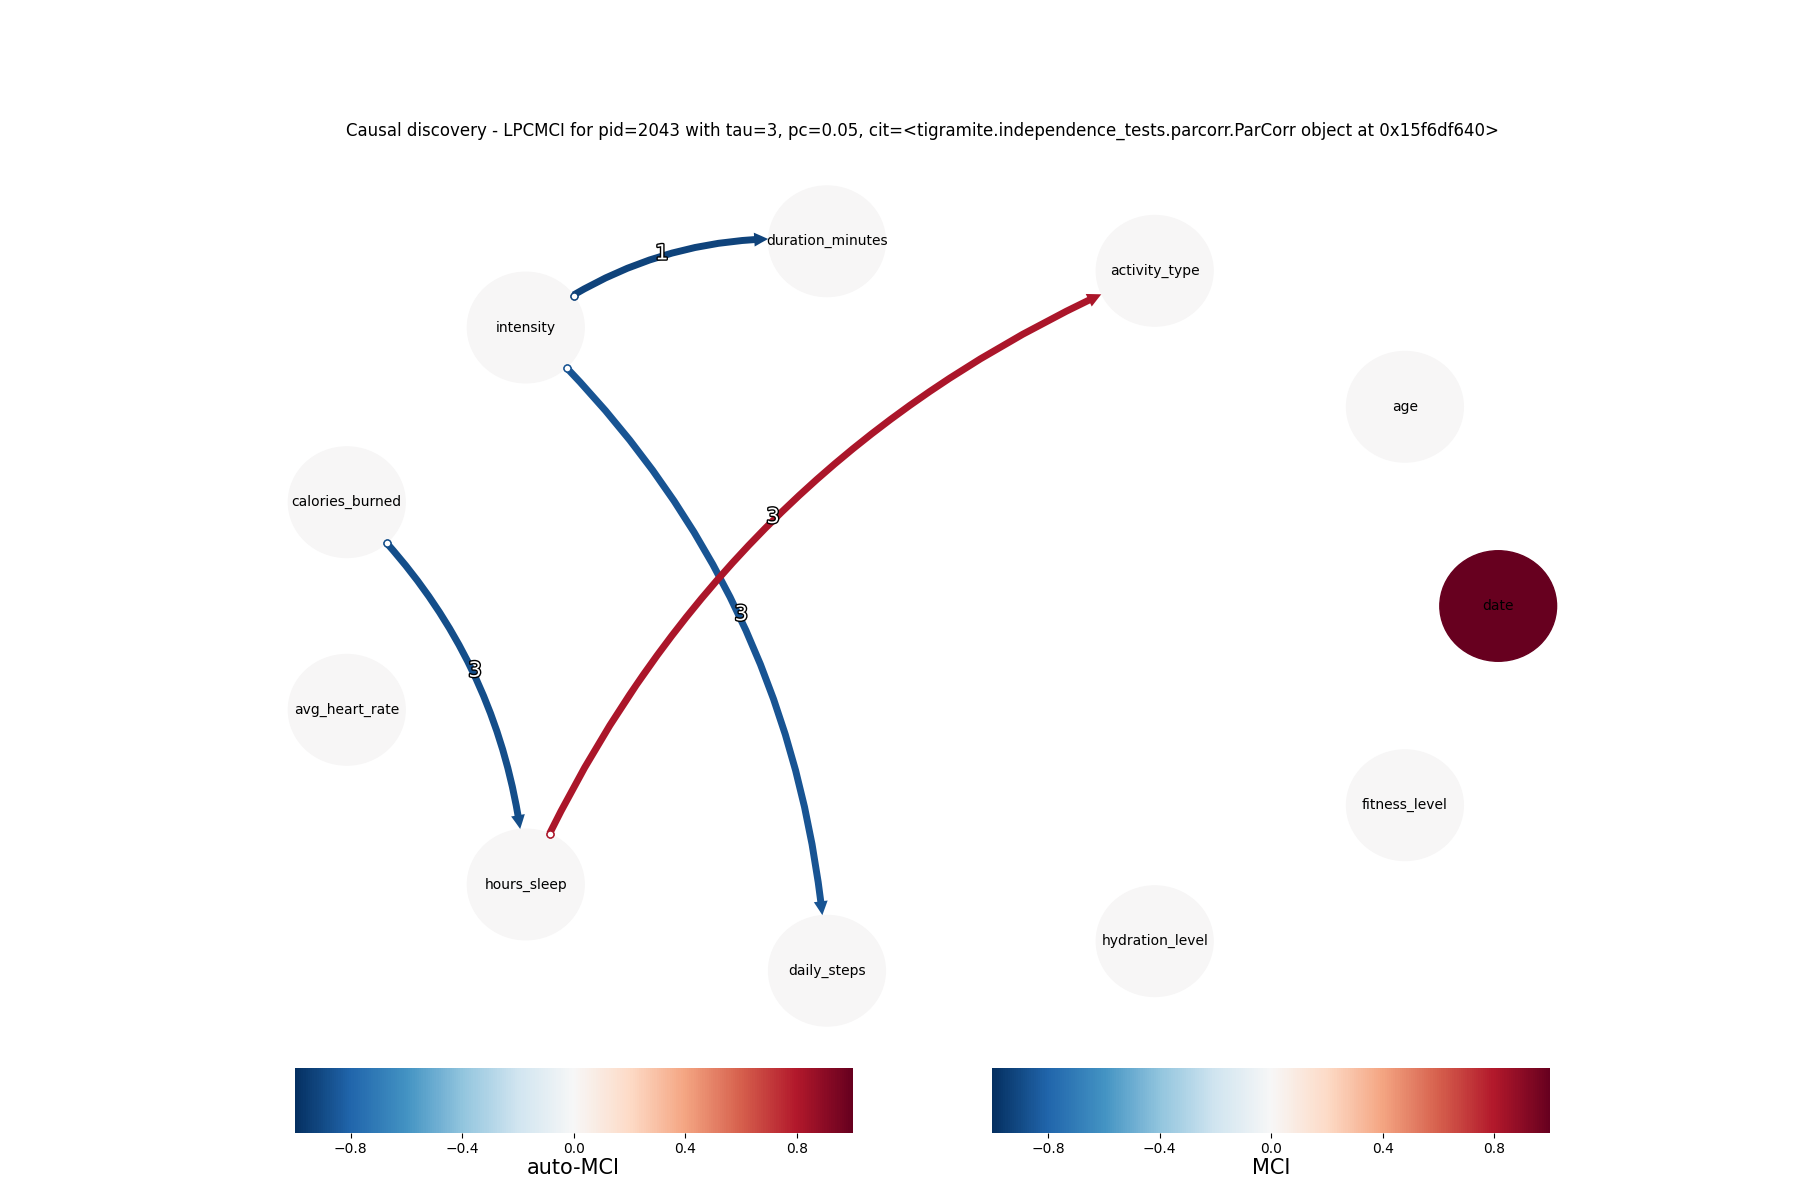 Causal discovery - LPCMCI for pid=2043 with tau=3, pc=0.05, cit=<tigramite.independence_tests.parcorr.ParCorr object at 0x15f6df640>
duration_minutes
1
activity_type
intensity
age
calories_burned
3
date
3
3
avg_heart_rate
fitness_level
hours_sleep
hydration_level
daily_steps
−0.8 −0.4 0.0 0.4 0.8
auto-MCI
−0.8 −0.4 0.0 0.4 0.8
MCI